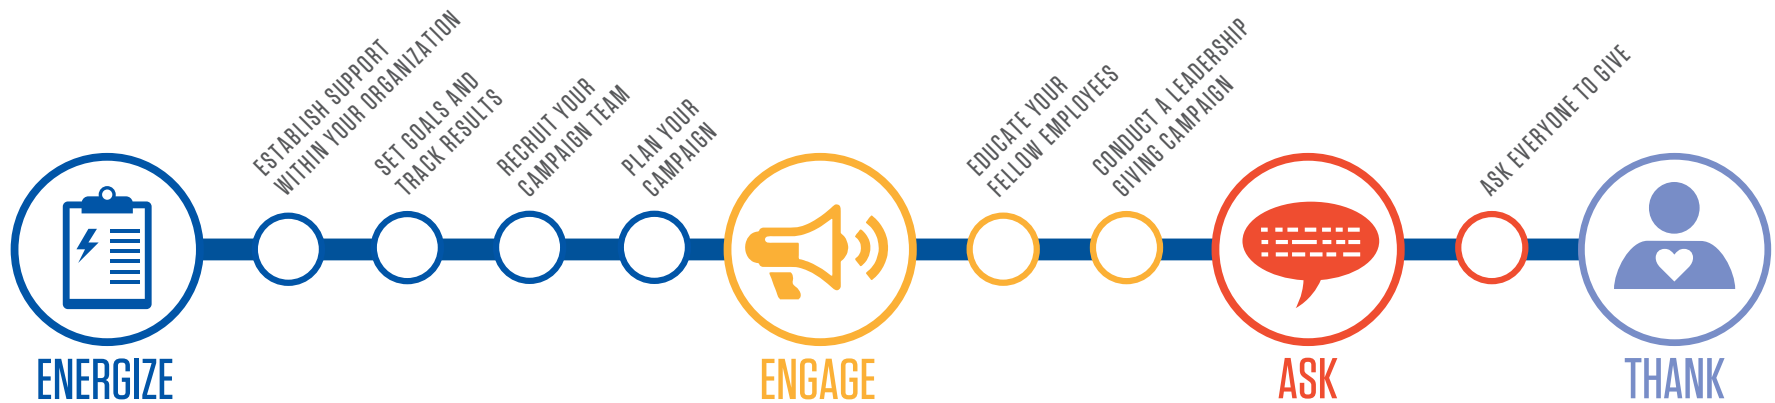 ESTABLISH SUPPORT
WITHIN YOUR ORGANIZATION
SET GOALS AND
TRACK RESULTS
RECRUIT YOUR
CAMPAIGN TEAM
PLAN YOUR
CAMPAIGN
EDUCATE YOUR
FELLOW EMPLOYEES
CONDUCT A LEADERSHIP
GIVING CAMPAIGN
ASK EVERYONE TO GIVE
ENERGIZE
ENGAGE
ASK
THANK